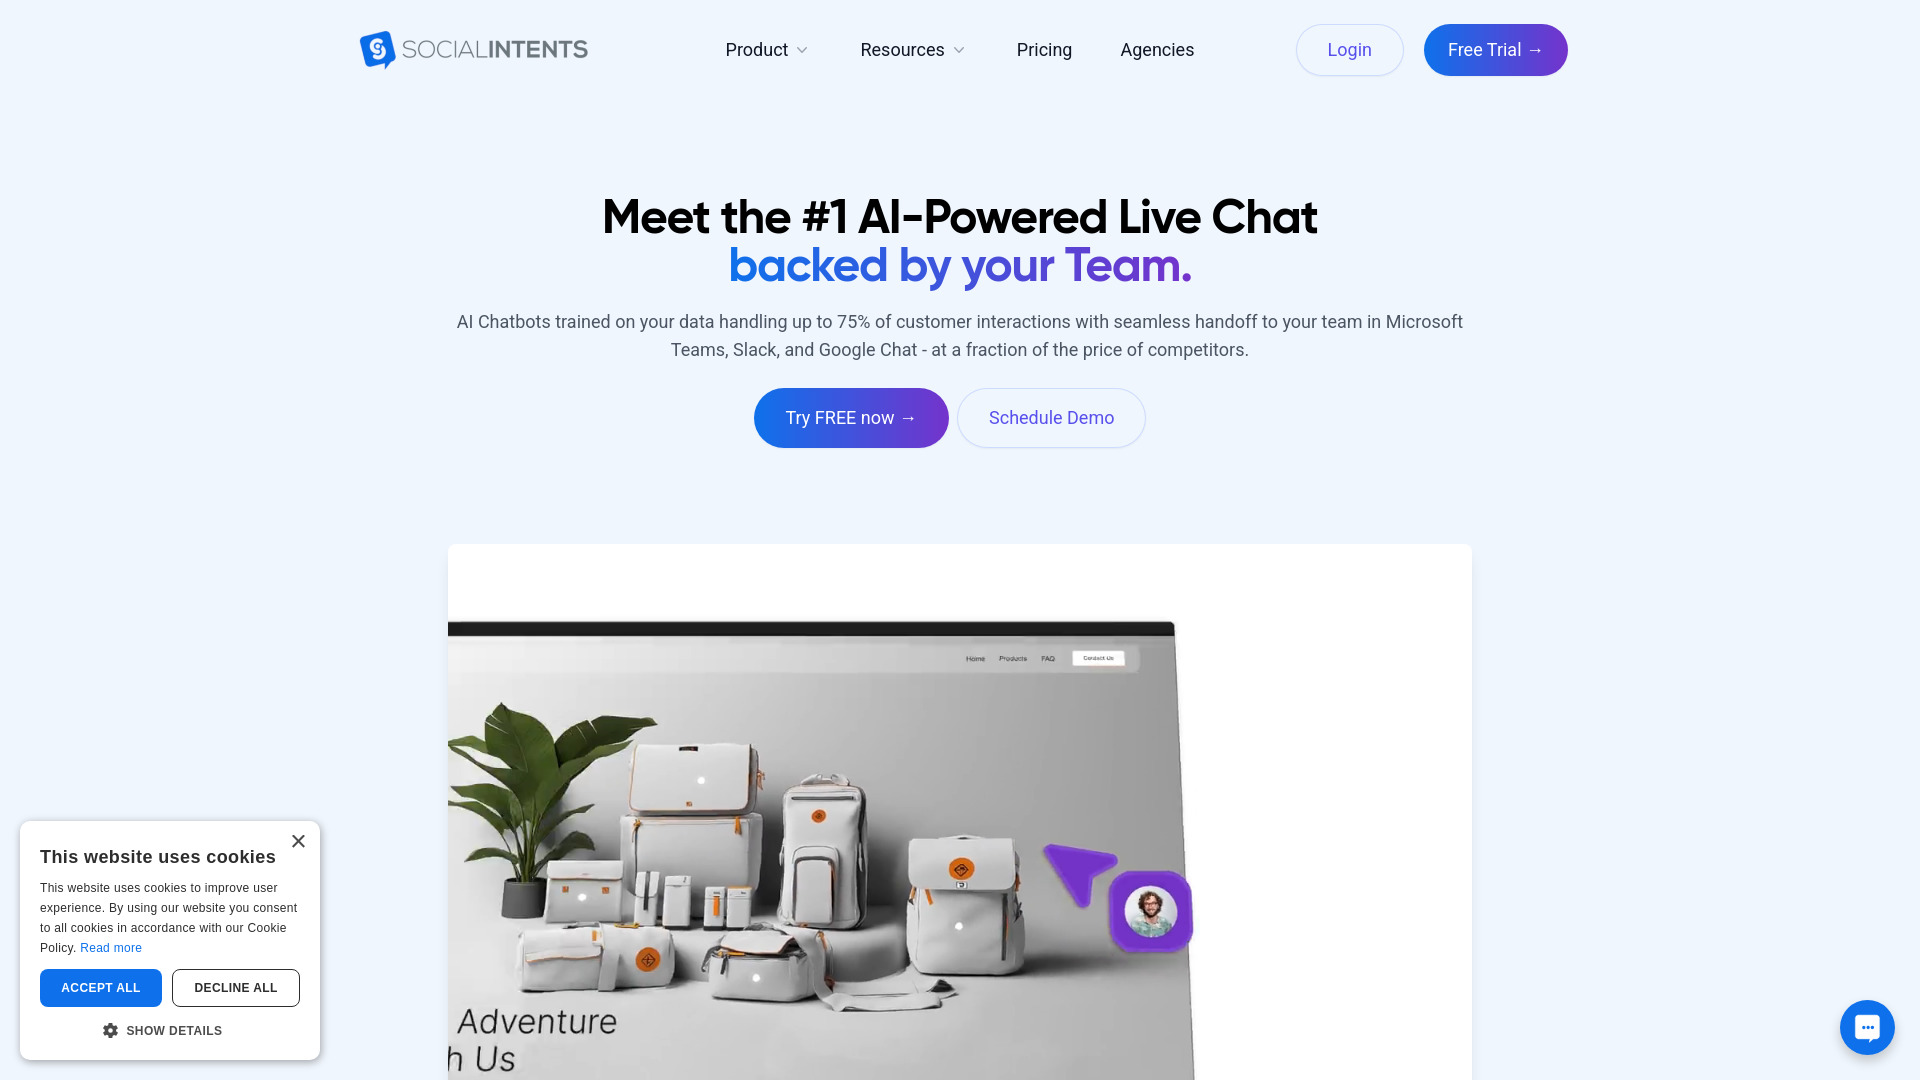 SOCIALINTENTS
Product
Resources
Pricing
Agencies
Login
Free Trial →
Meet the #1 AI-Powered Live Chat
backed by your Team.
AI Chatbots trained on your data handling up to 75% of customer interactions with seamless handoff to your team in Microsoft
Teams, Slack, and Google Chat - at a fraction of the price of competitors.
Try FREE now →
Schedule Demo
Home
Products
FAQ
Contact Us
Adventure
h Us
This website uses cookies
×
This website uses cookies to improve user
experience. By using our website you consent
to all cookies in accordance with our Cookie
Policy. Read more
ACCEPT ALL
DECLINE ALL
SHOW DETAILS